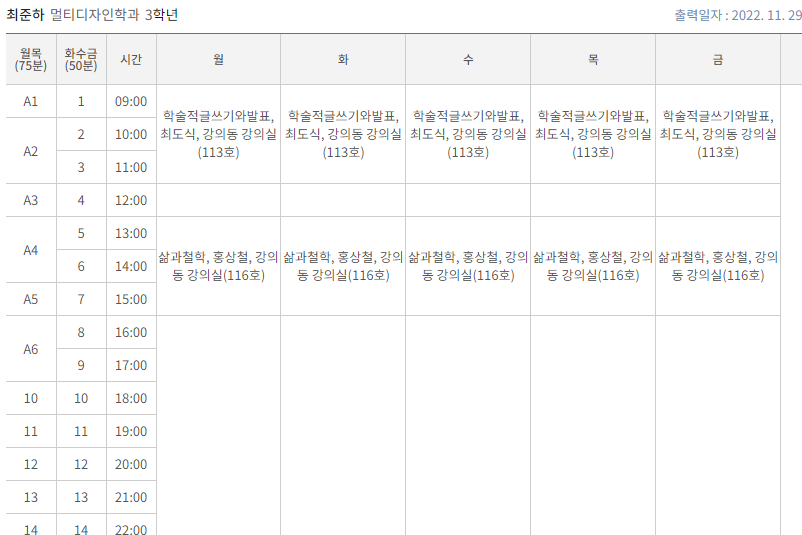 최준하 멀티디자인학과 3학년
출력일자 : 2022. 11. 29
월목 (75분) 화수금 (50분) 시간 월 화 수 목 금
A1 1 09:00
학술적글쓰기와발표, 최도식, 강의동 강의실(113호)
학술적글쓰기와발표, 최도식, 강의동 강의실(113호)
학술적글쓰기와발표, 최도식, 강의동 강의실(113호)
학술적글쓰기와발표, 최도식, 강의동 강의실(113호)
학술적글쓰기와발표, 최도식, 강의동 강의실(113호)
A2 2 10:00
3 11:00
A3 4 12:00
A4 5 13:00
삶과철학, 홍상철, 강의동 강의실(116호)
삶과철학, 홍상철, 강의동 강의실(116호)
삶과철학, 홍상철, 강의동 강의실(116호)
삶과철학, 홍상철, 강의동 강의실(116호)
삶과철학, 홍상철, 강의동 강의실(116호)
6 14:00
A5 7 15:00
A6 8 16:00
9 17:00
10 10 18:00
11 11 19:00
12 12 20:00
13 13 21:00
14 14 22:00